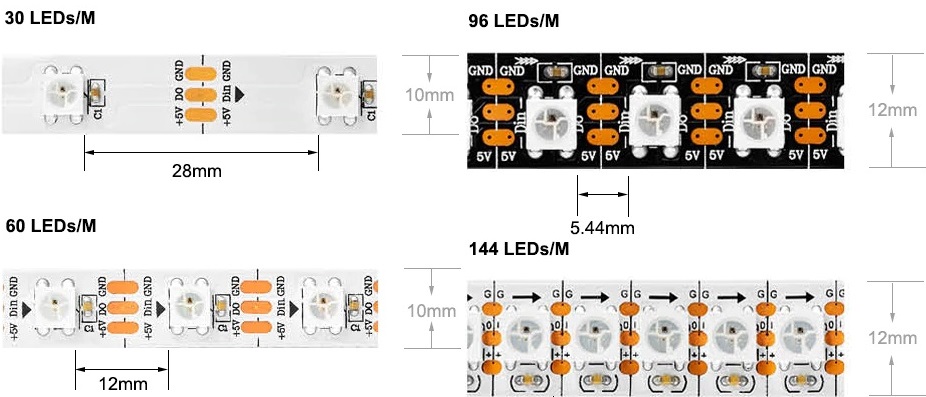 30 LEDs/M
GND GND
DO Din
+5V +5V
C1 C1
10mm
28mm
96 LEDs/M
GND GND GND GND GND GND
DO Din DO Din DO Din
5V 5V 5V 5V 5V 5V
12mm
5.44mm
60 LEDs/M
GND GND GND GND GND
Din DO Din DO Din
+5V +5V +5V +5V +5V
10mm
12mm
144 LEDs/M
G G G G G G G G G
+ + + + + + + + +
12mm